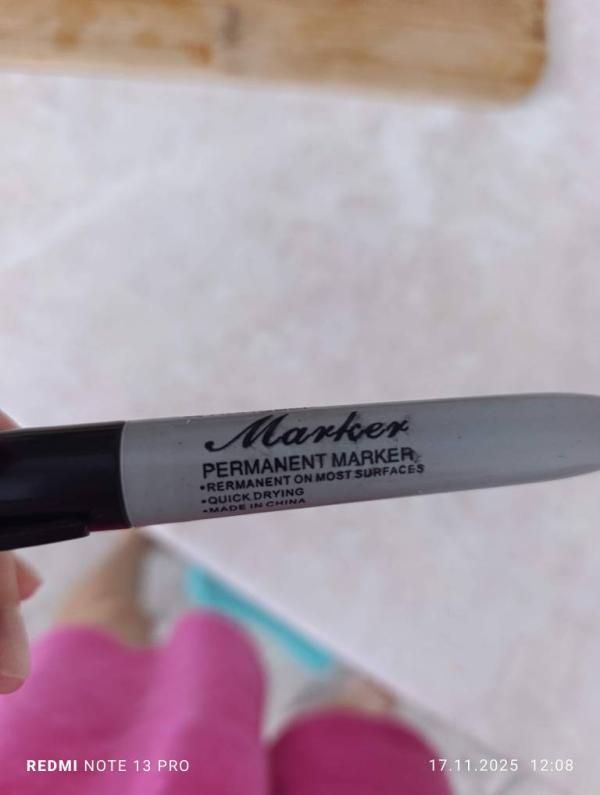 Marker
PERMANENT MARKER
•RERMANENT ON MOST SURFACES
•QUICK DRYING
•MADE IN CHINA
REDMI NOTE 13 PRO
17.11.2025 12:08